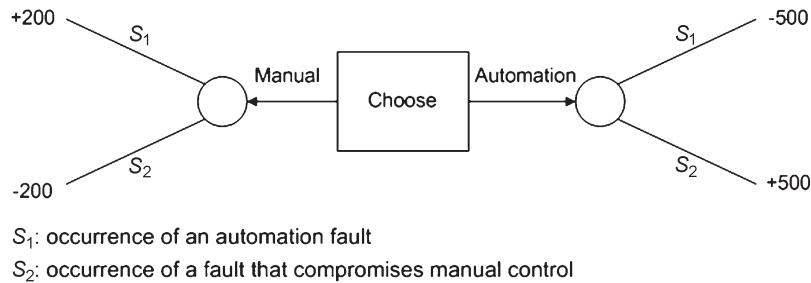 +200
S1
-500
S1
Manual
Choose
Automation
S2
-200
S2
+500
S1: occurrence of an automation fault
S2: occurrence of a fault that compromises manual control